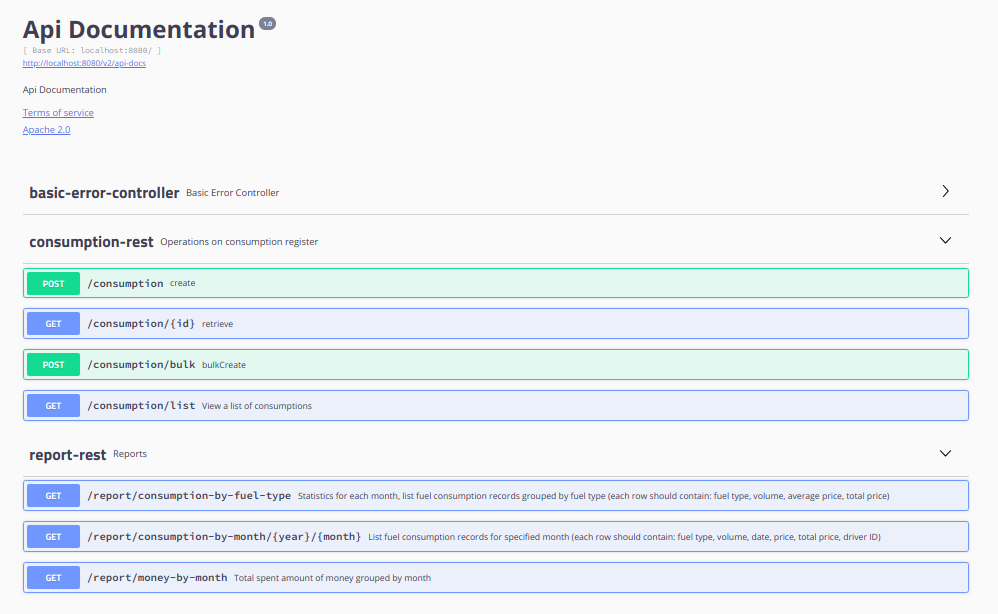 Api Documentation 1.0
[ Base URL: localhost:8080/ ]
http://localhost:8080/v2/api-docs
Api Documentation
Terms of service
Apache 2.0
basic-error-controller Basic Error Controller
consumption-rest Operations on consumption register
POST /consumption create
GET /consumption/{id} retrieve
POST /consumption/bulk bulkCreate
GET /consumption/list View a list of consumptions
report-rest Reports
GET /report/consumption-by-fuel-type Statistics for each month, list fuel consumption records grouped by fuel type (each row should contain: fuel type, volume, average price, total price)
GET /report/consumption-by-month/{year}/{month} List fuel consumption records for specified month (each row should contain: fuel type, volume, date, price, total price, driver ID)
GET /report/money-by-month Total spent amount of money grouped by month